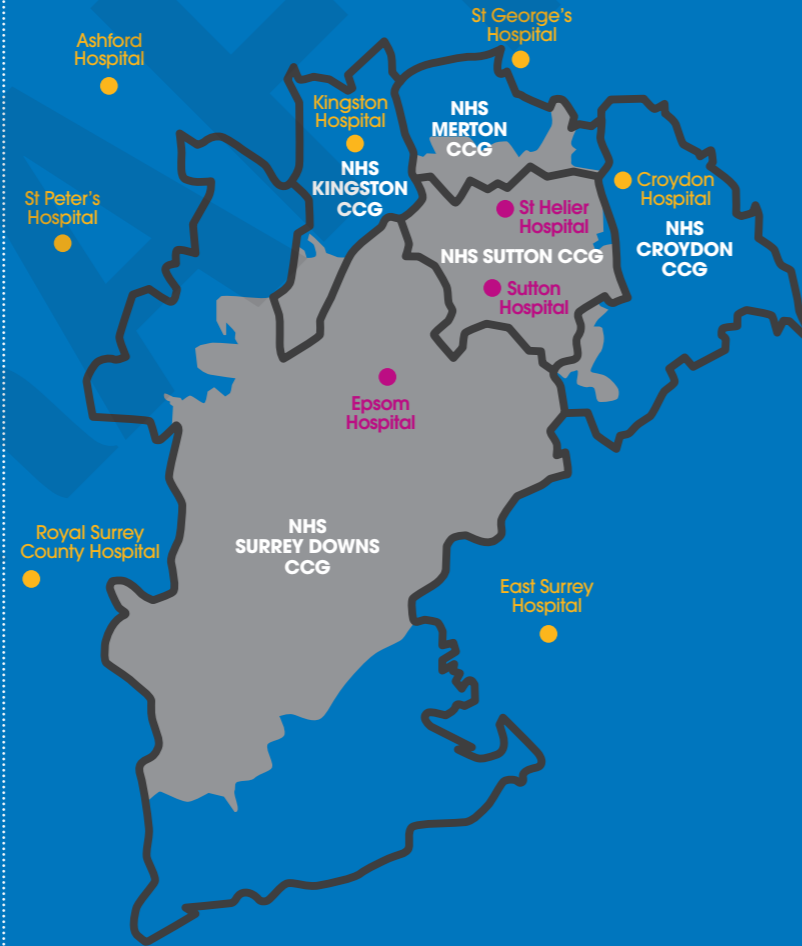 St George's
Hospital
Ashford
Hospital
Kingston
Hospital
NHS
MERTON
CCG
NHS
KINGSTON
CCG
Croydon
Hospital
St Peter's
Hospital
St Helier
Hospital
NHS
CROYDON
CCG
NHS SUTTON CCG
Sutton
Hospital
Epsom
Hospital
NHS
SURREY DOWNS
CCG
Royal Surrey
County Hospital
East Surrey
Hospital